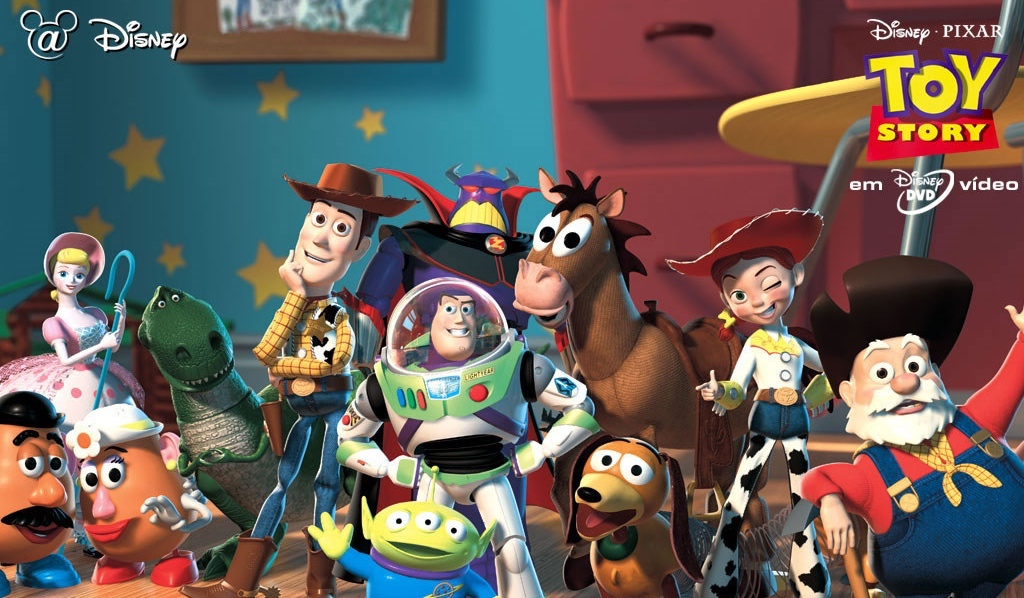 @ Disney
Disney · PIXAR
TOY
STORY
em Disney DVD vídeo
LIGHTYEAR
Z